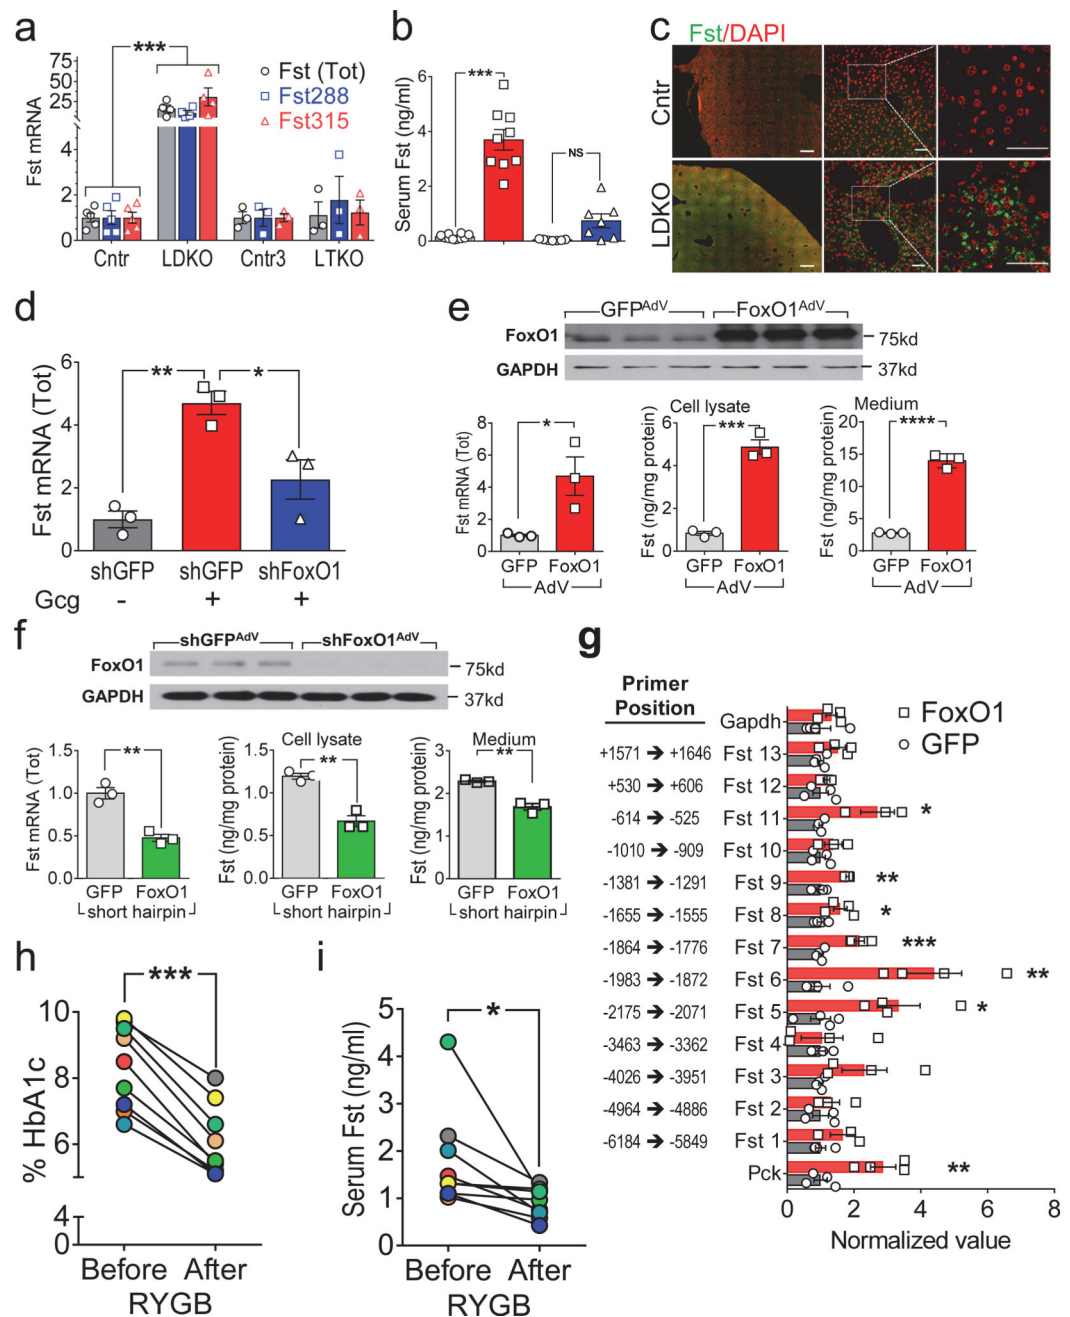 a
***
75
50
25
4
2
0
Fst mRNA
Fst (Tot)
Fst288
Fst315
Cntr
LDKO
Cntr3
LTKO
b
***
NS
6
4
2
0
Serum Fst (ng/ml)
c
Fst/DAPI
Cntr
LDKO
d
**
*
6
4
2
0
Fst mRNA (Tot)
shGFP
shGFP
shFoxO1
Gcg - + +
e
GFPAdV
FoxO1AdV
FoxO1
75kd
GAPDH
37kd
8
6
4
2
0
Fst mRNA (Tot)
*
GFP FoxO1
AdV
Cell lysate
***
6
3
0
Fst (ng/mg protein)
GFP FoxO1
AdV
Medium
****
20
15
10
5
0
Fst (ng/mg protein)
GFP FoxO1
AdV
f
shGFPAdV
shFoxO1AdV
FoxO1
75kd
GAPDH
37kd
1.5
1.0
0.5
0.0
Fst mRNA (Tot)
**
GFP FoxO1
short hairpin
Cell lysate
**
1.5
1.0
0.5
0.0
Fst (ng/mg protein)
GFP FoxO1
short hairpin
Medium
**
3
2
1
0
Fst (ng/mg protein)
GFP FoxO1
short hairpin
g
Primer
Position
FoxO1
GFP
Gapdh
+1571 ➔ +1646 Fst 13
+530 ➔ +606 Fst 12
-614 ➔ -525 Fst 11 *
-1010 ➔ -909 Fst 10
-1381 ➔ -1291 Fst 9 **
-1655 ➔ -1555 Fst 8 *
-1864 ➔ -1776 Fst 7 ***
-1983 ➔ -1872 Fst 6 **
-2175 ➔ -2071 Fst 5 *
-3463 ➔ -3362 Fst 4
-4026 ➔ -3951 Fst 3
-4964 ➔ -4886 Fst 2
-6184 ➔ -5849 Fst 1
Pck **
0 2 4 6 8
Normalized value
h
***
10
8
6
4
0
% HbA1c
Before After
RYGB
i
*
5
4
3
2
1
0
Serum Fst (ng/ml)
Before After
RYGB